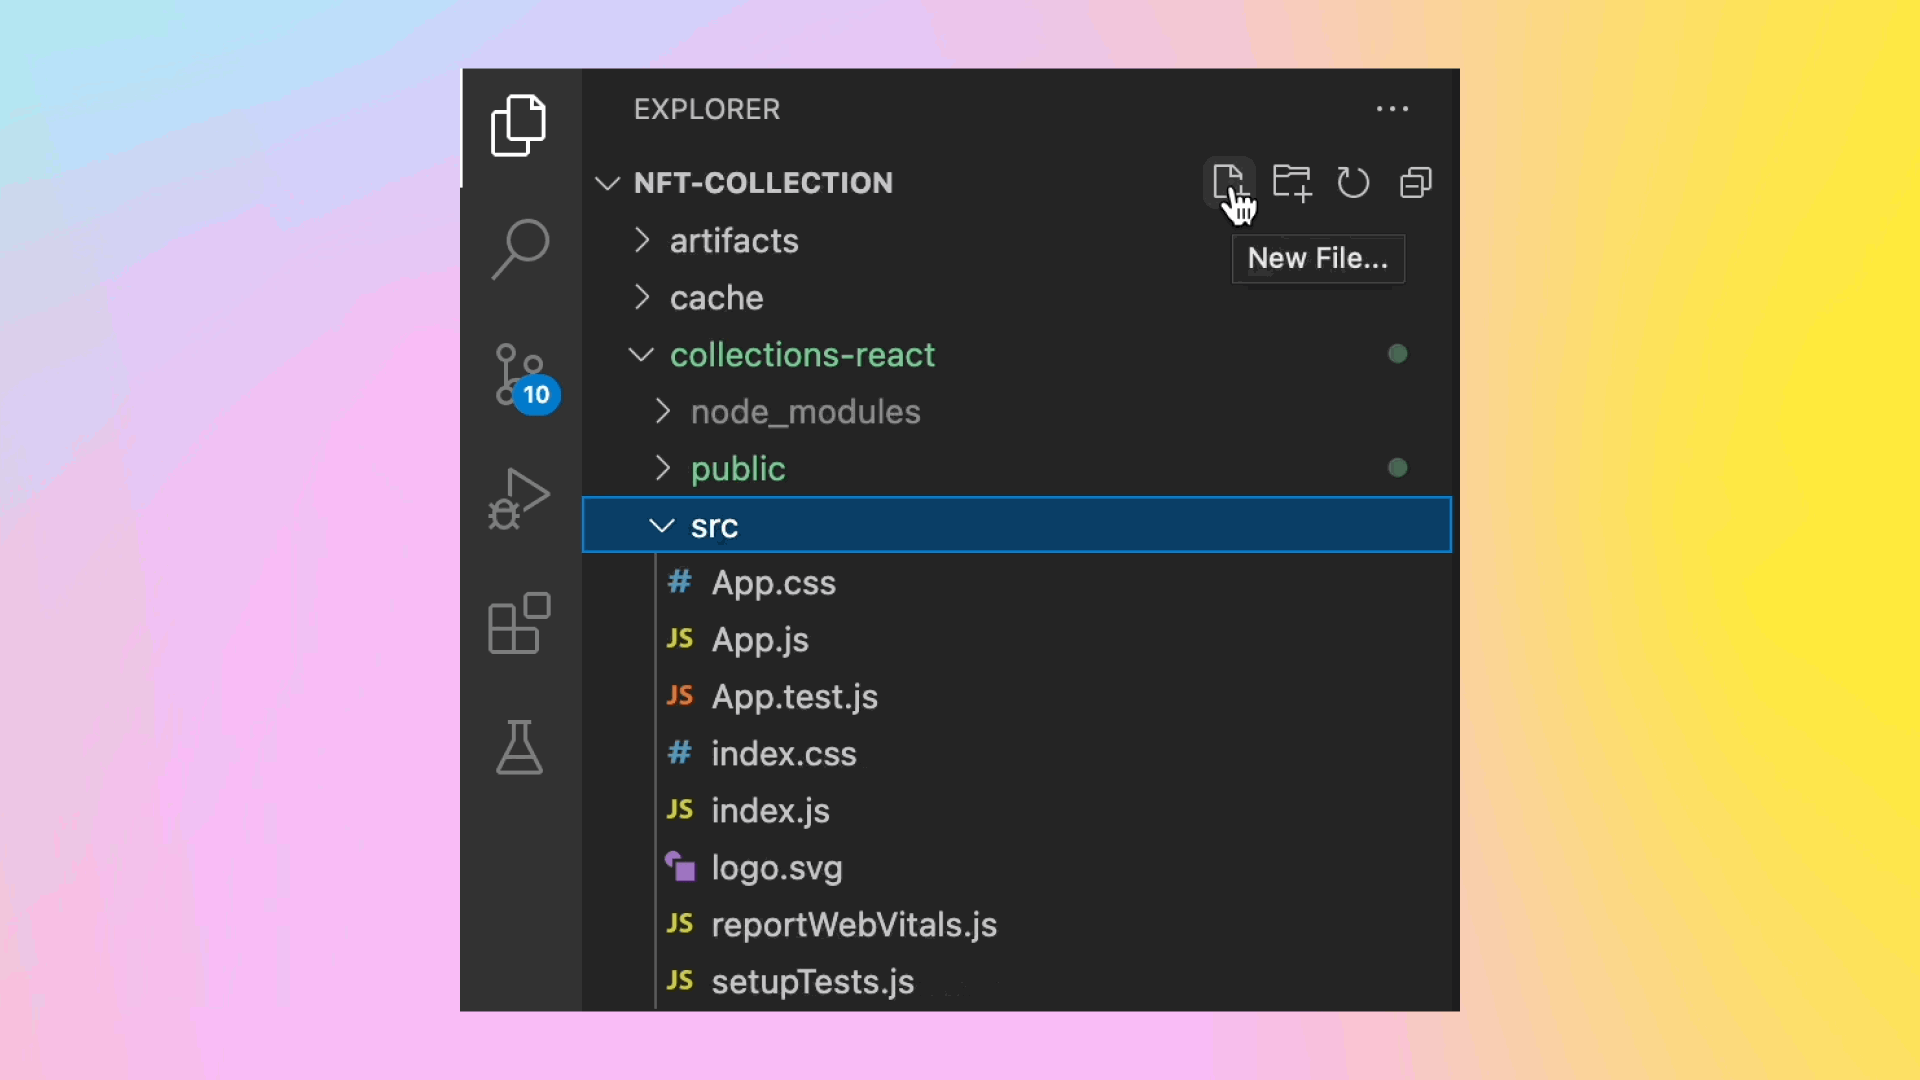 EXPLORER
NFT-COLLECTION
New File...
artifacts
cache
collections-react
10
node_modules
public
src
# App.css
JS App.js
JS App.test.js
# index.css
JS index.js
logo.svg
JS reportWebVitals.js
JS setupTests.js